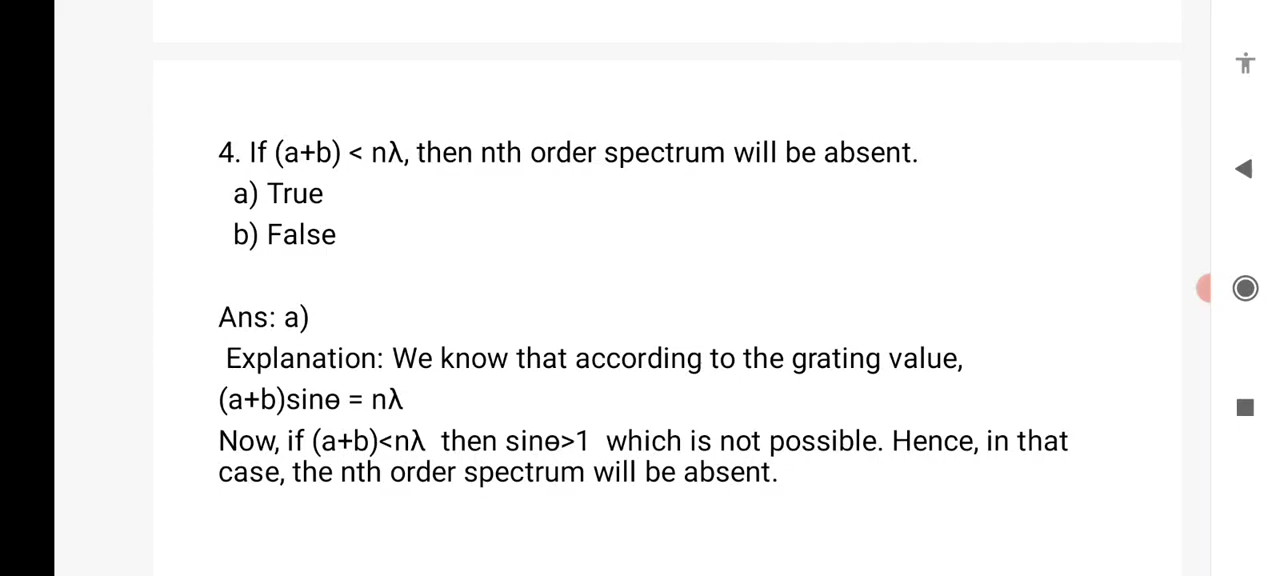 4. If (a+b) < nλ, then nth order spectrum will be absent.
a) True
b) False
Ans: a)
Explanation: We know that according to the grating value,
(a+b)sinɵ = nλ
Now, if (a+b)<nλ then sinɵ>1 which is not possible. Hence, in that
case, the nth order spectrum will be absent.